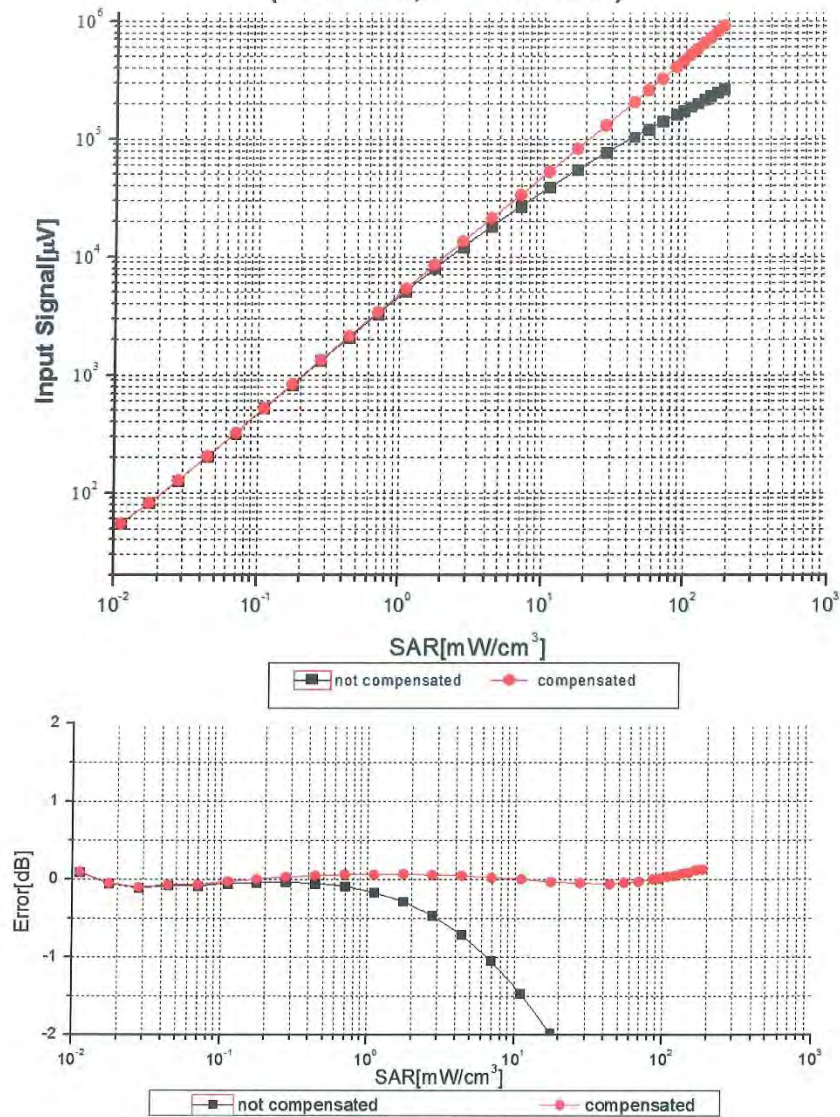 10⁶
10⁵
10⁴
10³
10²
Input Signal[µV]
10⁻² 10⁻¹ 10⁰ 10¹ 10² 10³
SAR[mW/cm³]
not compensated compensated
2
1
0
-1
-2
Error[dB]
10⁻² 10⁻¹ 10⁰ 10¹ 10² 10³
SAR[mW/cm³]
not compensated compensated